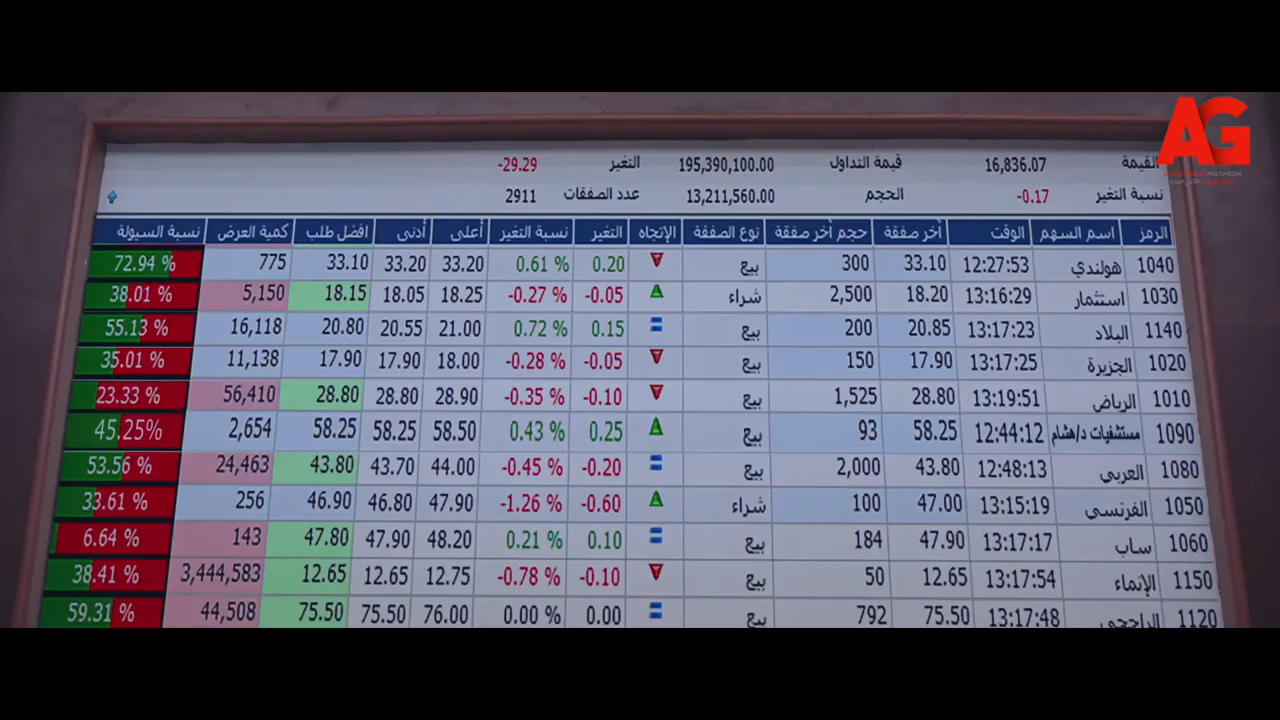 AG
MULTIMEDIA
القيمة 16,836.07 قيمة التداول 195,390,100.00 التغير -29.29
نسبة التغير -0.17 الحجم 13,211,560.00 عدد الصفقات 2911
الرمز اسم السهم الوقت أخر صفقة حجم أخر صفقة نوع الصفقة الإتجاه التغير نسبة التغير أعلى أدنى افضل طلب كمية العرض نسبة السيولة
1040 هولندي 12:27:53 33.10 300 بيع 0.20 0.61 % 33.20 33.20 33.10 775 72.94 %
1030 استثمار 13:16:29 18.20 2,500 شراء -0.05 -0.27 % 18.25 18.05 18.15 5,150 38.01 %
1140 البلاد 13:17:23 20.85 200 بيع 0.15 0.72 % 21.00 20.55 20.80 16,118 55.13 %
1020 الجزيرة 13:17:25 17.90 150 بيع -0.05 -0.28 % 18.00 17.90 17.90 11,138 35.01 %
1010 الرياض 13:19:51 28.80 1,525 بيع -0.10 -0.35 % 28.90 28.80 28.80 56,410 23.33 %
1090 مستشفيات د/هشام 12:44:12 58.25 93 بيع 0.25 0.43 % 58.50 58.25 58.25 2,654 45.25%
1080 العربي 12:48:13 43.80 2,000 بيع -0.20 -0.45 % 44.00 43.70 43.80 24,463 53.56 %
1050 الفرنسي 13:15:19 47.00 100 شراء -0.60 -1.26 % 47.90 46.80 46.90 256 33.61 %
1060 ساب 13:17:17 47.90 184 بيع 0.10 0.21 % 48.20 47.90 47.80 143 6.64 %
1150 الإنماء 13:17:54 12.65 50 بيع -0.10 -0.78 % 12.75 12.65 12.65 3,444,583 38.41 %
1120 الراجحي 13:17:48 75.50 792 بيع 0.00 0.00 % 76.00 75.50 75.50 44,508 59.31 %